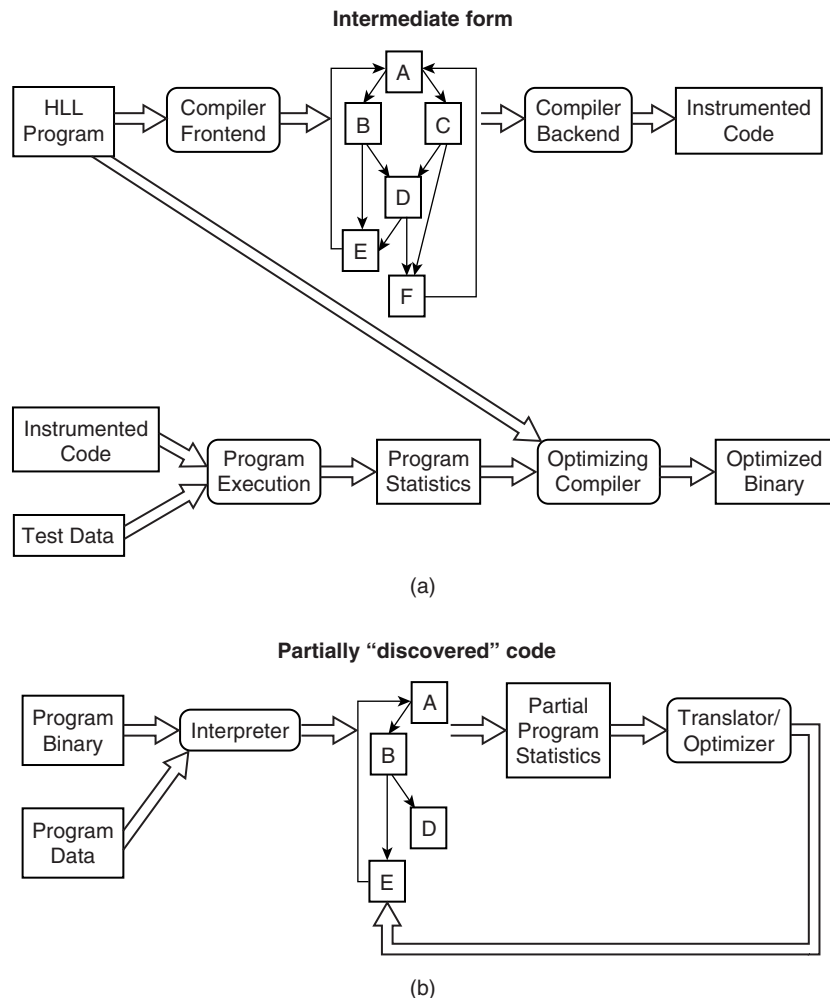 Intermediate form
A
HLL
Program
Compiler
Frontend
B
C
Compiler
Backend
Instrumented
Code
D
E
F
Instrumented
Code
Program
Execution
Program
Statistics
Optimizing
Compiler
Optimized
Binary
Test Data
(a)
Partially “discovered” code
A
Program
Binary
Interpreter
Partial
Program
Statistics
Translator/
Optimizer
B
D
Program
Data
E
(b)